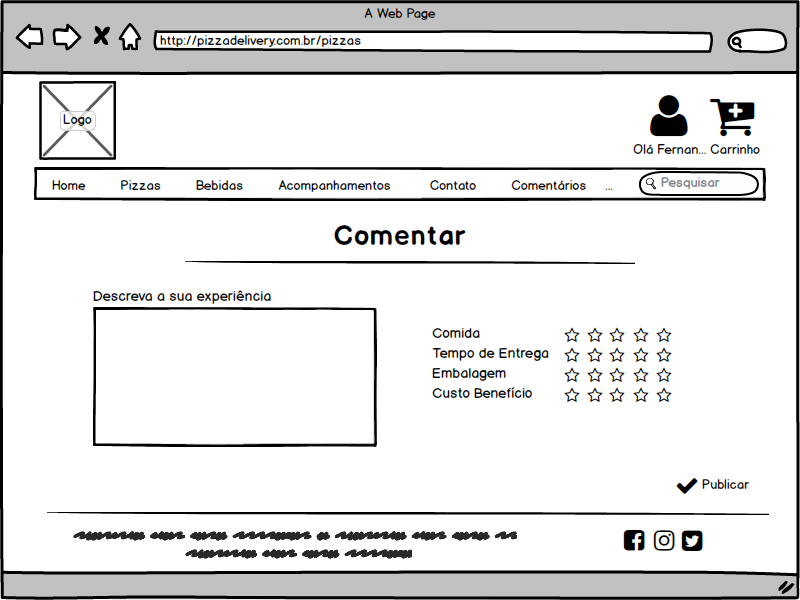 A Web Page
http://pizzadelivery.com.br/pizzas
Logo
Olá Fernan... Carrinho
Home Pizzas Bebidas Acompanhamentos Contato Comentários ... Pesquisar
Comentar
Descreva a sua experiência
Comida
Tempo de Entrega
Embalagem
Custo Benefício
Publicar